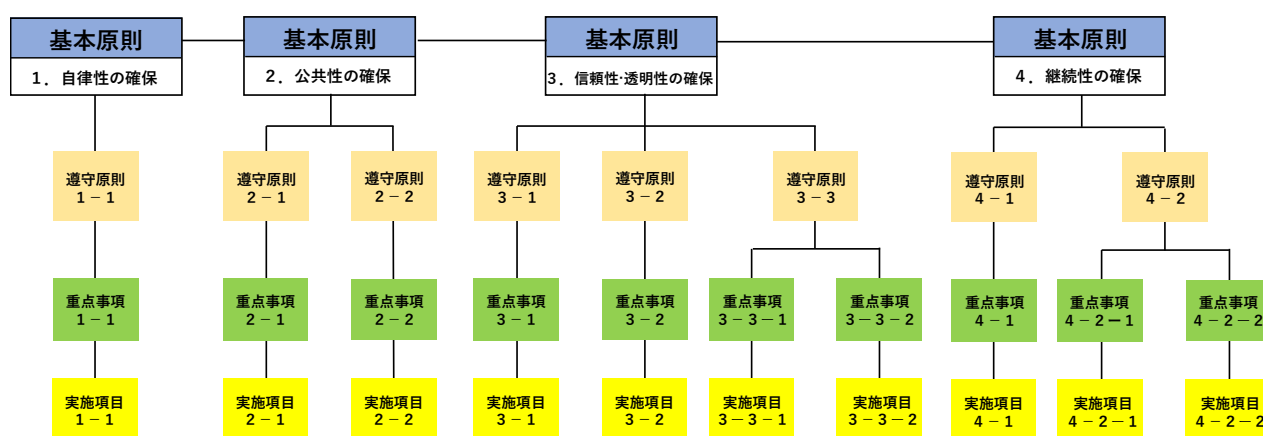 基本原則
1．自律性の確保
基本原則
2．公共性の確保
基本原則
3．信頼性･透明性の確保
基本原則
4．継続性の確保
遵守原則
1－1
遵守原則
2－1
遵守原則
2－2
遵守原則
3－1
遵守原則
3－2
遵守原則
3－3
遵守原則
4－1
遵守原則
4－2
重点事項
1－1
重点事項
2－1
重点事項
2－2
重点事項
3－1
重点事項
3－2
重点事項
3－3－1
重点事項
3－3－2
重点事項
4－1
重点事項
4－2ー1
重点事項
4－2－2
実施項目
1－1
実施項目
2－1
実施項目
2－2
実施項目
3－1
実施項目
3－2
実施項目
3－3－1
実施項目
3－3－2
実施項目
4－1
実施項目
4－2－1
実施項目
4－2－2